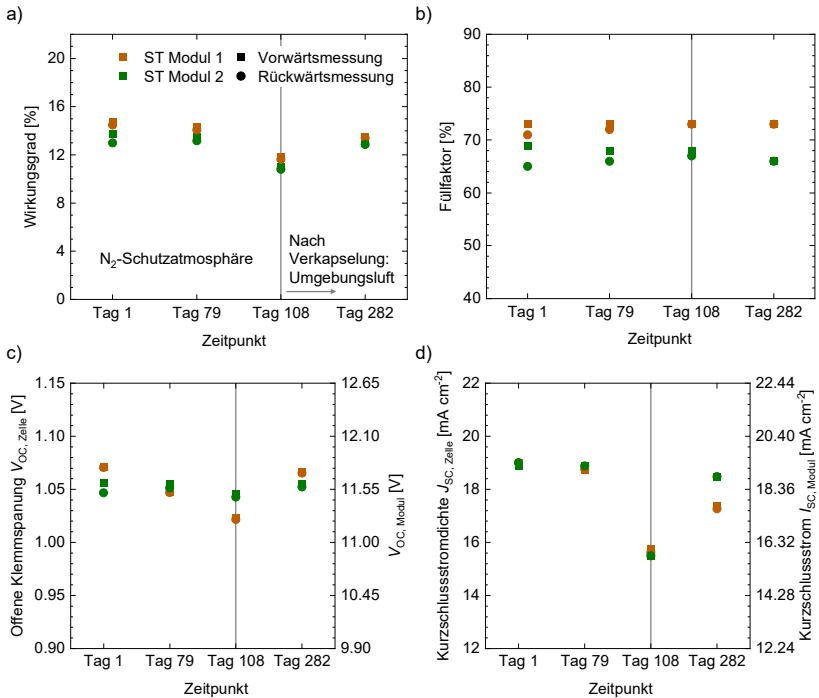 a)
22
20
16
12
8
4
0
Wirkungsgrad [%]
ST Modul 1
Vorwärtsmessung
ST Modul 2
Rückwärtsmessung
N2-Schutzatmosphäre
Nach
Verkapselung:
Umgebungsluft
Tag 1
Tag 79
Tag 108
Tag 282
Zeitpunkt
b)
90
80
70
60
50
40
Füllfaktor [%]
Tag 1
Tag 79
Tag 108
Tag 282
Zeitpunkt
c)
1.15
1.10
1.05
1.00
0.95
0.90
Offene Klemmspanung VOC, Zelle [V]
12.65
12.10
11.55
11.00
10.45
9.90
VOC, Modul [V]
Tag 1
Tag 79
Tag 108
Tag 282
Zeitpunkt
d)
22
20
18
16
14
12
Kurzschlussstromdichte JSC, Zelle [mA cm-2]
22.44
20.40
18.36
16.32
14.28
12.24
Kurzschlussstrom ISC, Modul [mA cm-2]
Tag 1
Tag 79
Tag 108
Tag 282
Zeitpunkt